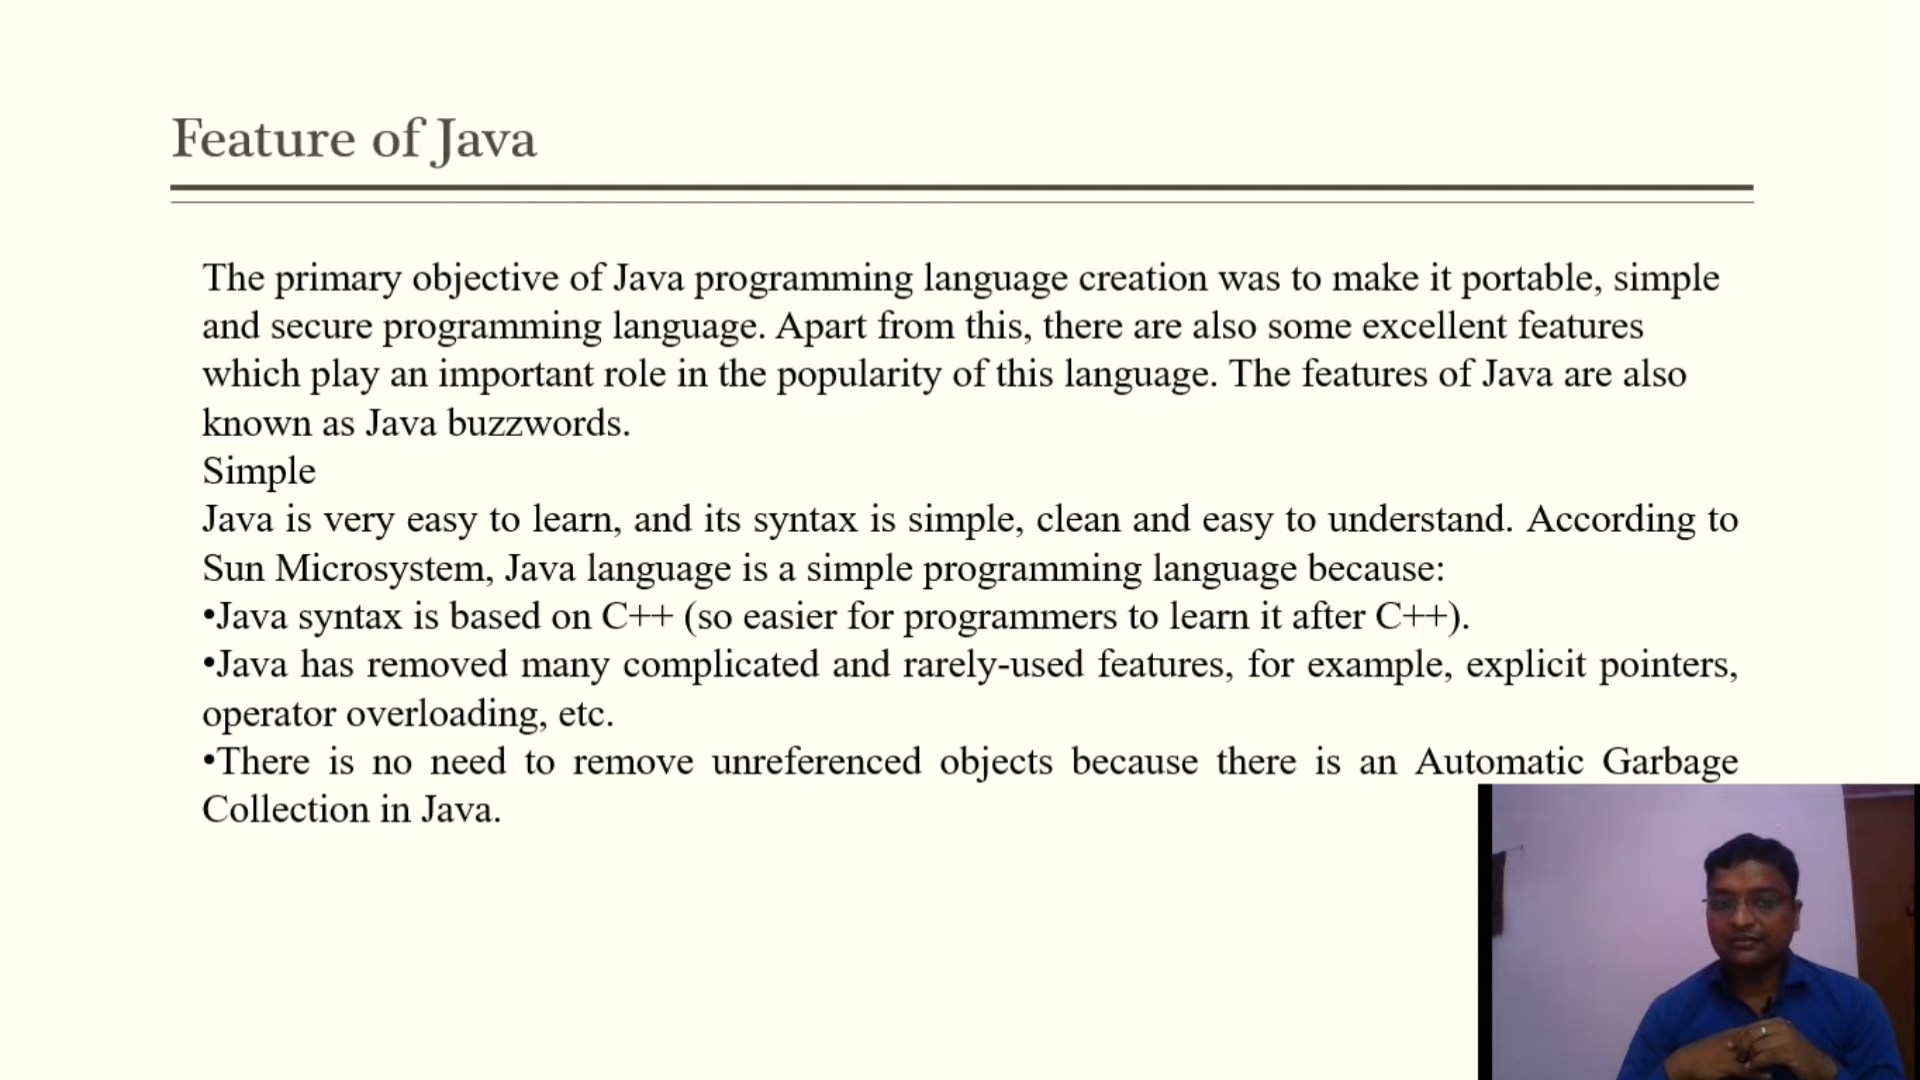 Feature of Java
The primary objective of Java programming language creation was to make it portable, simple
and secure programming language. Apart from this, there are also some excellent features
which play an important role in the popularity of this language. The features of Java are also
known as Java buzzwords.
Simple
Java is very easy to learn, and its syntax is simple, clean and easy to understand. According to
Sun Microsystem, Java language is a simple programming language because:
•Java syntax is based on C++ (so easier for programmers to learn it after C++).
•Java has removed many complicated and rarely-used features, for example, explicit pointers,
operator overloading, etc.
•There is no need to remove unreferenced objects because there is an Automatic Garbage
Collection in Java.